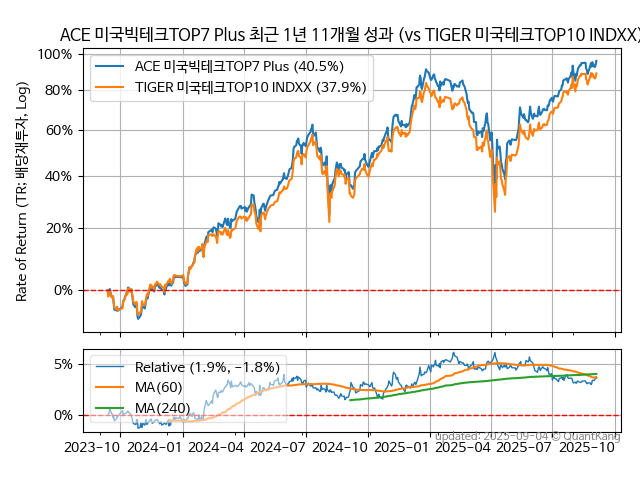 ACE 미국빅테크TOP7 Plus 최근 1년 11개월 성과 (vs TIGER 미국테크TOP10 INDXX)
100%
80%
60%
40%
20%
0%
Rate of Return (TR: 배당재투자, Log)
ACE 미국빅테크TOP7 Plus (40.5%)
TIGER 미국테크TOP10 INDXX (37.9%)
5%
0%
Relative (1.9%, -1.8%)
MA(60)
MA(240)
2023-10 2024-01 2024-04 2024-07 2024-10 2025-01 2025-04 2025-07 2025-10
updated: 2025-09-04 © QuantKang